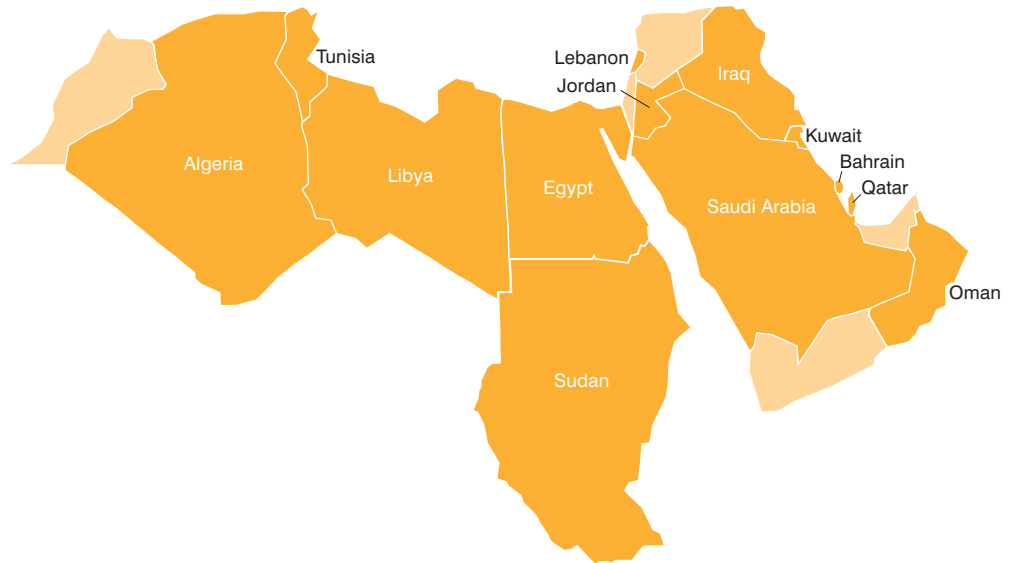 Tunisia
Lebanon
Iraq
Jordan
Kuwait
Algeria
Bahrain
Libya
Egypt
Qatar
Saudi Arabia
Oman
Sudan